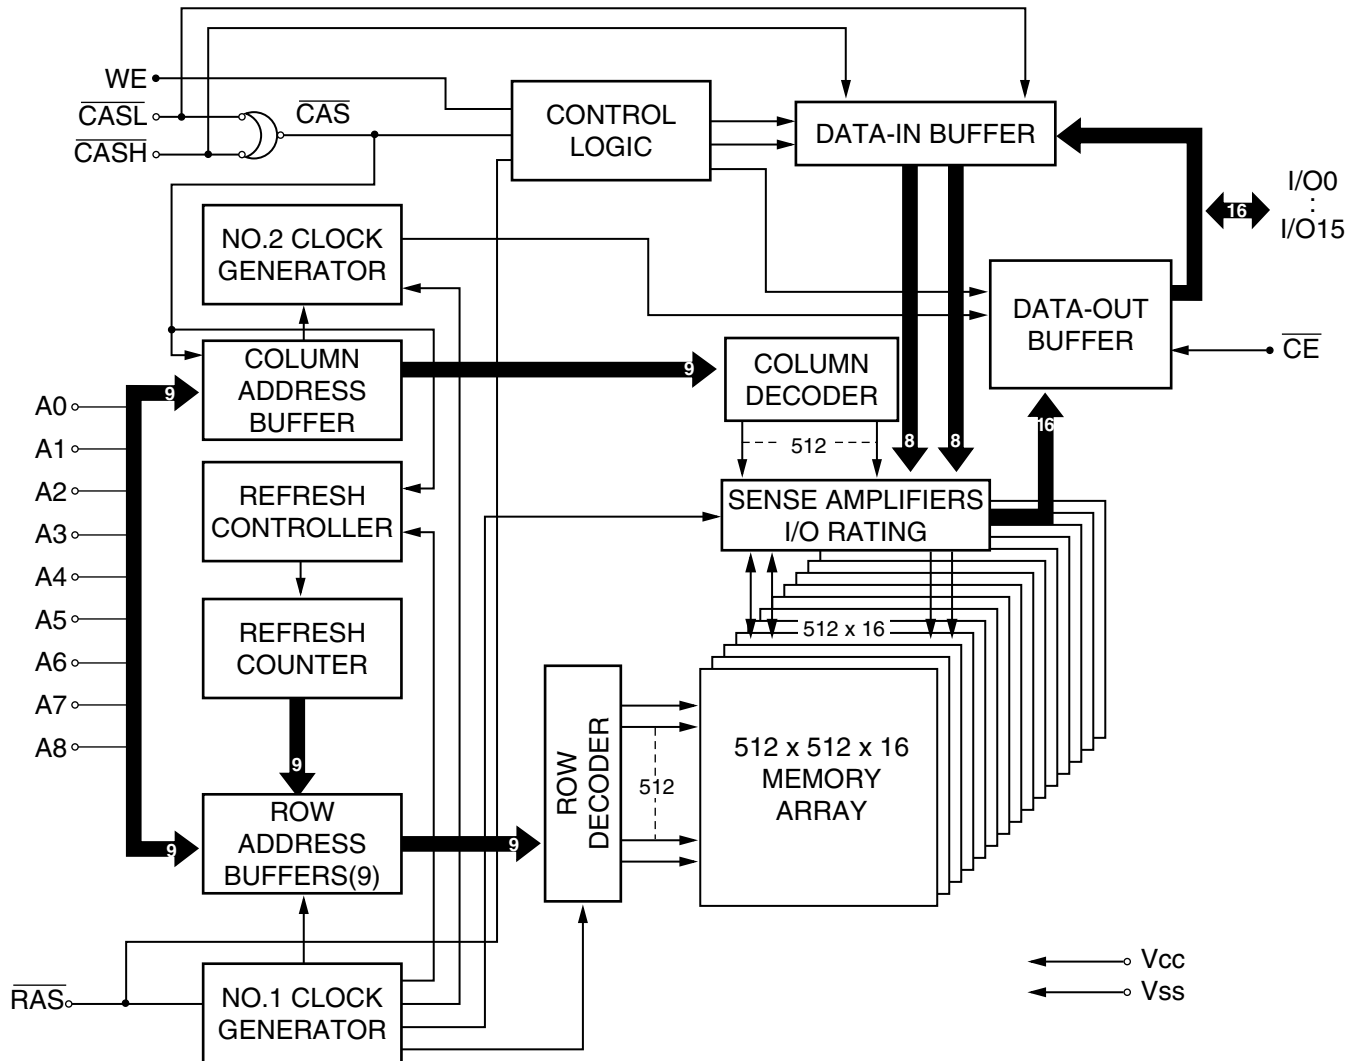 WE
CASL
CASH
CAS
CONTROL
LOGIC
DATA-IN BUFFER
I/O0
:
I/O15
16
NO.2 CLOCK
GENERATOR
DATA-OUT
BUFFER
CE
COLUMN
ADDRESS
BUFFER
9
9
COLUMN
DECODER
A0
A1
A2
A3
A4
A5
A6
A7
A8
512
8
8
16
REFRESH
CONTROLLER
SENSE AMPLIFIERS
I/O RATING
REFRESH
COUNTER
512 x 16
9
ROW
DECODER
512
512 x 512 x 16
MEMORY
ARRAY
ROW
ADDRESS
BUFFERS(9)
9
9
RAS
NO.1 CLOCK
GENERATOR
Vcc
Vss